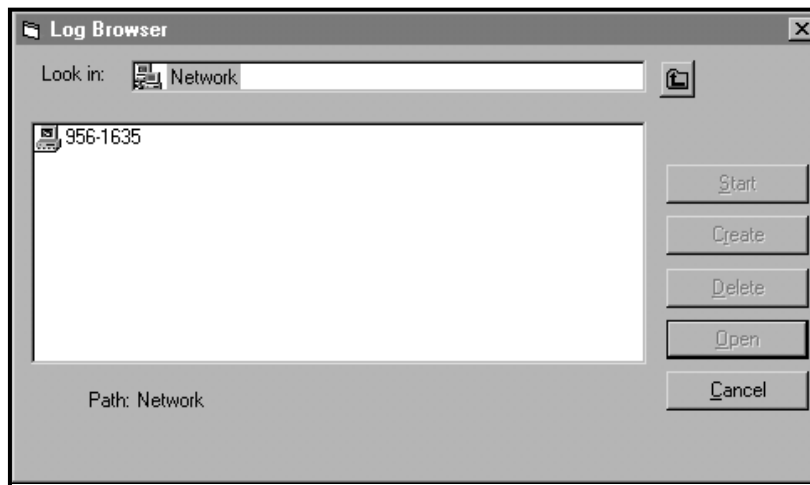 Log Browser
Look in: Network
956-1635
Start
Create
Delete
Open
Cancel
Path: Network